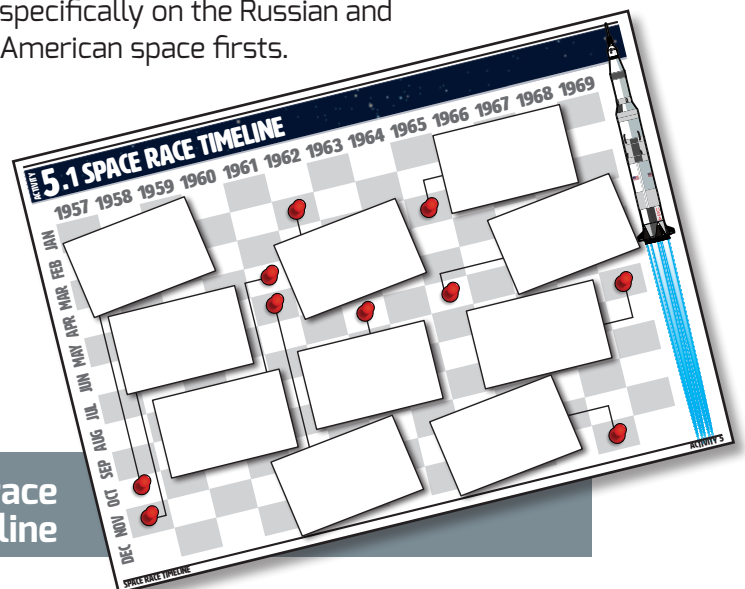 specifically on the Russian and
American space firsts.
ACTIVITY 5.1 SPACE RACE TIMELINE
1957 1958 1959 1960 1961 1962 1963 1964 1965 1966 1967 1968 1969
JAN
FEB
MAR
APR
MAY
JUN
JUL
AUG
SEP
OCT
NOV
DEC
ace
line
SPACE RACE TIMELINE
ACTIVITY 5